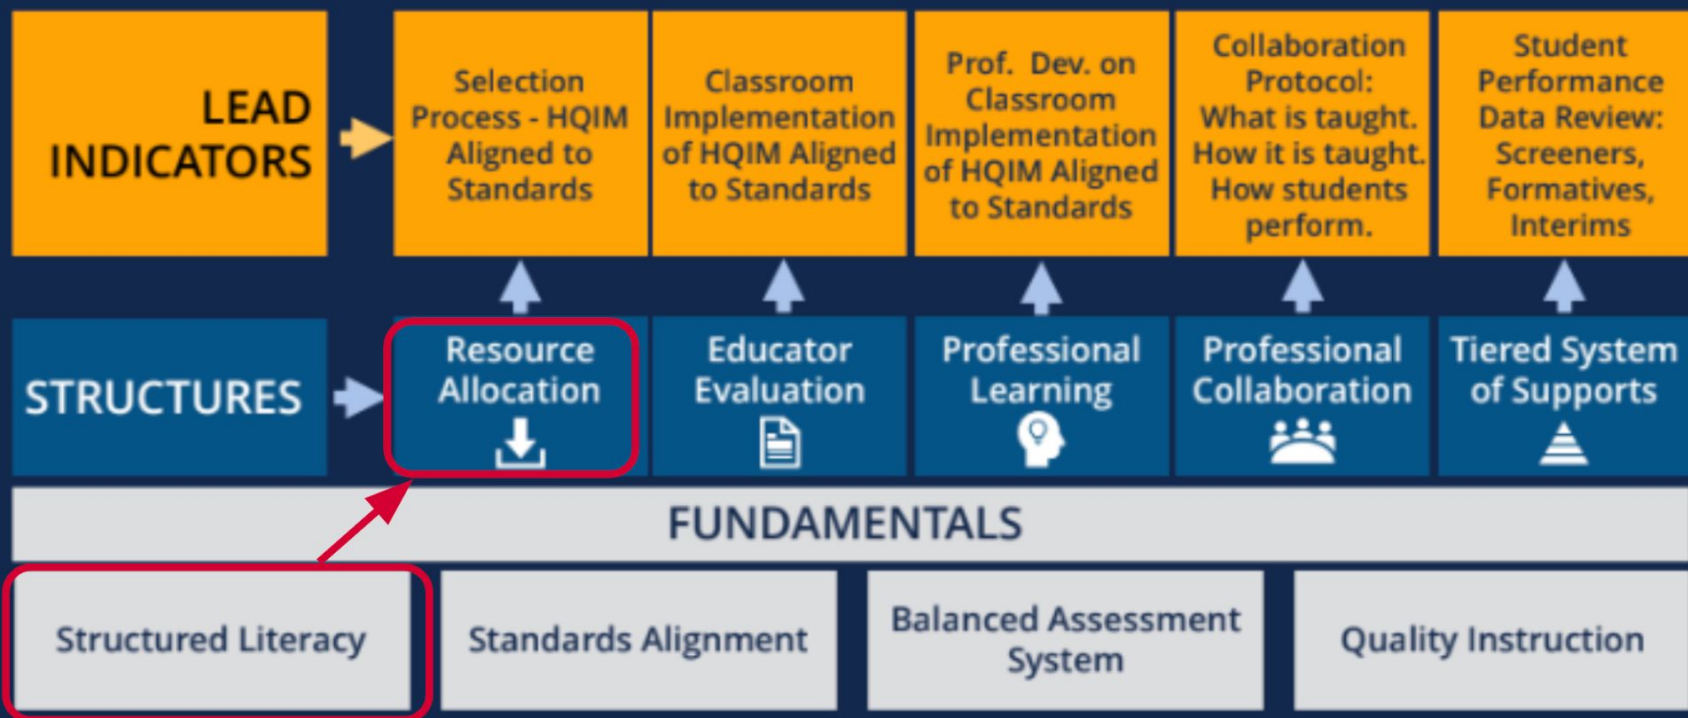 LEAD
INDICATORS
Selection
Process - HQIM
Aligned to
Standards
Classroom
Implementation
of HQIM Aligned
to Standards
Prof. Dev. on
Classroom
Implementation
of HQIM Aligned
to Standards
Collaboration
Protocol:
What is taught.
How it is taught.
How students
perform.
Student
Performance
Data Review:
Screeners,
Formatives,
Interims
STRUCTURES
Resource
Allocation
Educator
Evaluation
Professional
Learning
Professional
Collaboration
Tiered System
of Supports
FUNDAMENTALS
Structured Literacy
Standards Alignment
Balanced Assessment
System
Quality Instruction